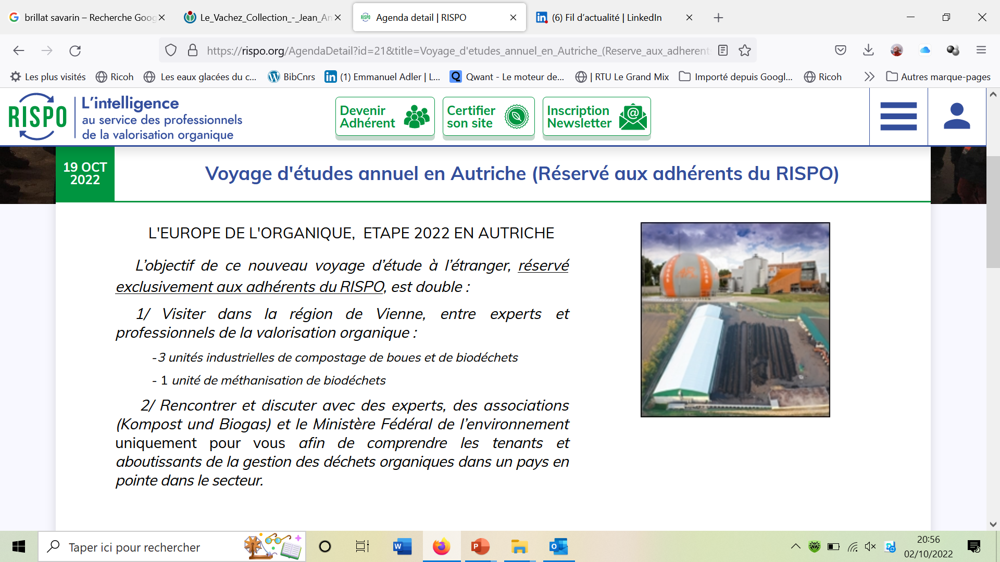 brillat savarin – Recherche Goog
Le_Vachez_Collection_-_Jean_An
Agenda detail | RISPO
(6) Fil d'actualité | LinkedIn
https://rispo.org/AgendaDetail?id=21&title=Voyage_d'etudes_annuel_en_Autriche_(Reserve_aux_adherents
Les plus visités
Ricoh
Les eaux glacées du c...
BibCnrs
(1) Emmanuel Adler | L...
Qwant - Le moteur de...
| RTU Le Grand Mix
Importé depuis Googl...
Ricoh
Autres marque-pages
RISPO
L'intelligence
au service des professionnels
de la valorisation organique
Devenir
Adhérent
Certifier
son site
Inscription
Newsletter
19 OCT
2022
Voyage d'études annuel en Autriche (Réservé aux adhérents du RISPO)
L'EUROPE DE L'ORGANIQUE, ETAPE 2022 EN AUTRICHE
L'objectif de ce nouveau voyage d'étude à l'étranger, réservé
exclusivement aux adhérents du RISPO, est double :
1/ Visiter dans la région de Vienne, entre experts et
professionnels de la valorisation organique :
-3 unités industrielles de compostage de boues et de biodéchets
- 1 unité de méthanisation de biodéchets
2/ Rencontrer et discuter avec des experts, des associations
(Kompost und Biogas) et le Ministère Fédéral de l'environnement
uniquement pour vous afin de comprendre les tenants et
aboutissants de la gestion des déchets organiques dans un pays en
pointe dans le secteur.
BIOGAS
Taper ici pour rechercher
20:56
02/10/2022